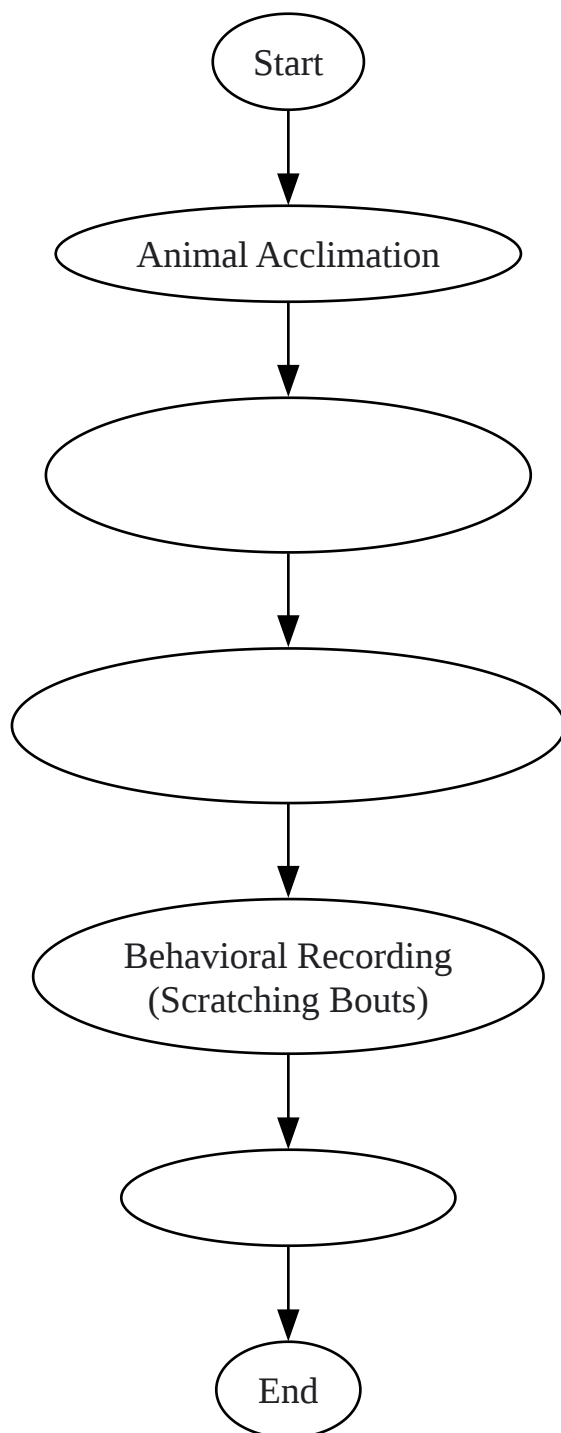 Start
Animal Acclimation
Behavioral Recording
(Scratching Bouts)
End